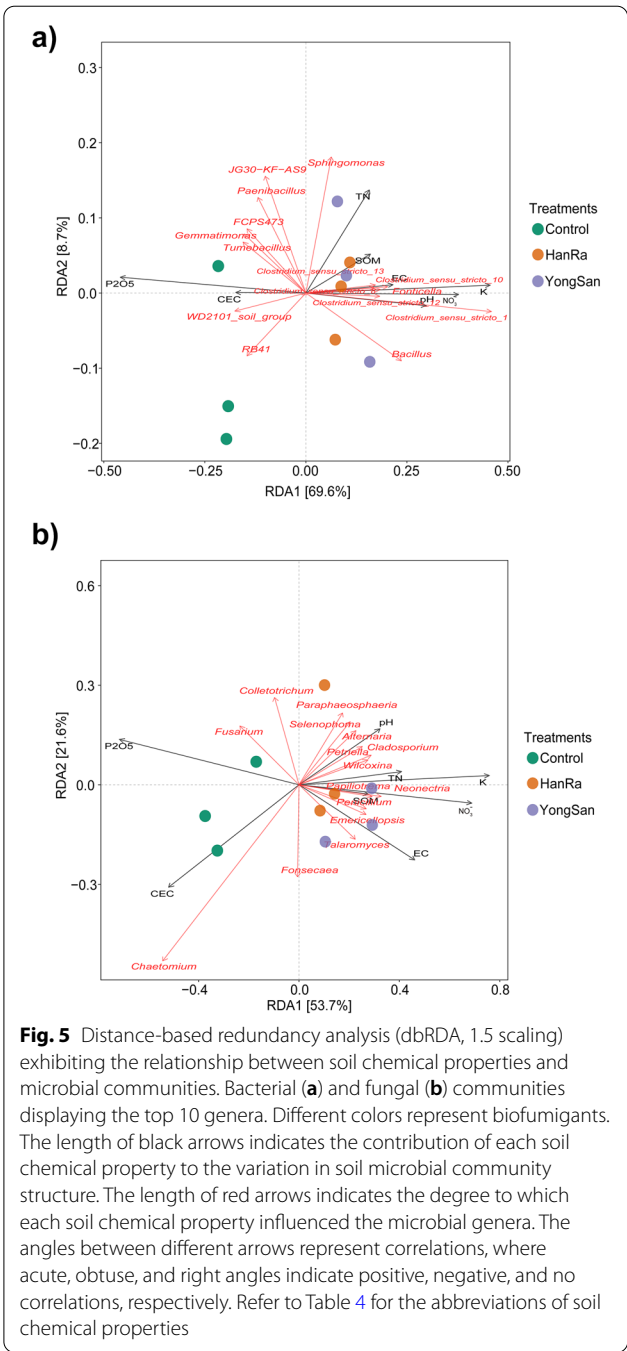 a)
0.3
0.2
0.1
0.0
−0.1
−0.2
RDA2 [8.7%]
Sphingomonas
JG30-KF-AS9
TN
Paenibacillus
FCPS473
Gemmatimonas
Tumebacillus
SOM
Clostridium_sensu_stricto_13
EC
Clostridium_sensu_stricto_10
P2O5
Fonticella
K
CEC
pH
NO3
Clostridium_sensu_stricto_12
WD2101_soil_group
Clostridium_sensu_stricto_1
RB41
Bacillus
−0.50
−0.25
0.00
0.25
0.50
RDA1 [69.6%]
Treatments
Control
HanRa
YongSan
b)
0.6
0.3
0.0
−0.3
RDA2 [21.6%]
Colletotrichum
Paraphaeosphaeria
Fusarium
Selenophoma
pH
Alternaria
P2O5
Petriella
Cladosporium
Wilcoxina
TN
K
Papiliotrema
Neonectria
SOM
Penicillium
NO3
Emericellopsis
Talaromyces
EC
Fonsecaea
CEC
Chaetomium
−0.4
0.0
0.4
0.8
RDA1 [53.7%]
Treatments
Control
HanRa
YongSan
Fig. 5 Distance-based redundancy analysis (dbRDA, 1.5 scaling)
exhibiting the relationship between soil chemical properties and
microbial communities. Bacterial (a) and fungal (b) communities
displaying the top 10 genera. Different colors represent biofumigants.
The length of black arrows indicates the contribution of each soil
chemical property to the variation in soil microbial community
structure. The length of red arrows indicates the degree to which
each soil chemical property influenced the microbial genera. The
angles between different arrows represent correlations, where
acute, obtuse, and right angles indicate positive, negative, and no
correlations, respectively. Refer to Table 4 for the abbreviations of soil
chemical properties